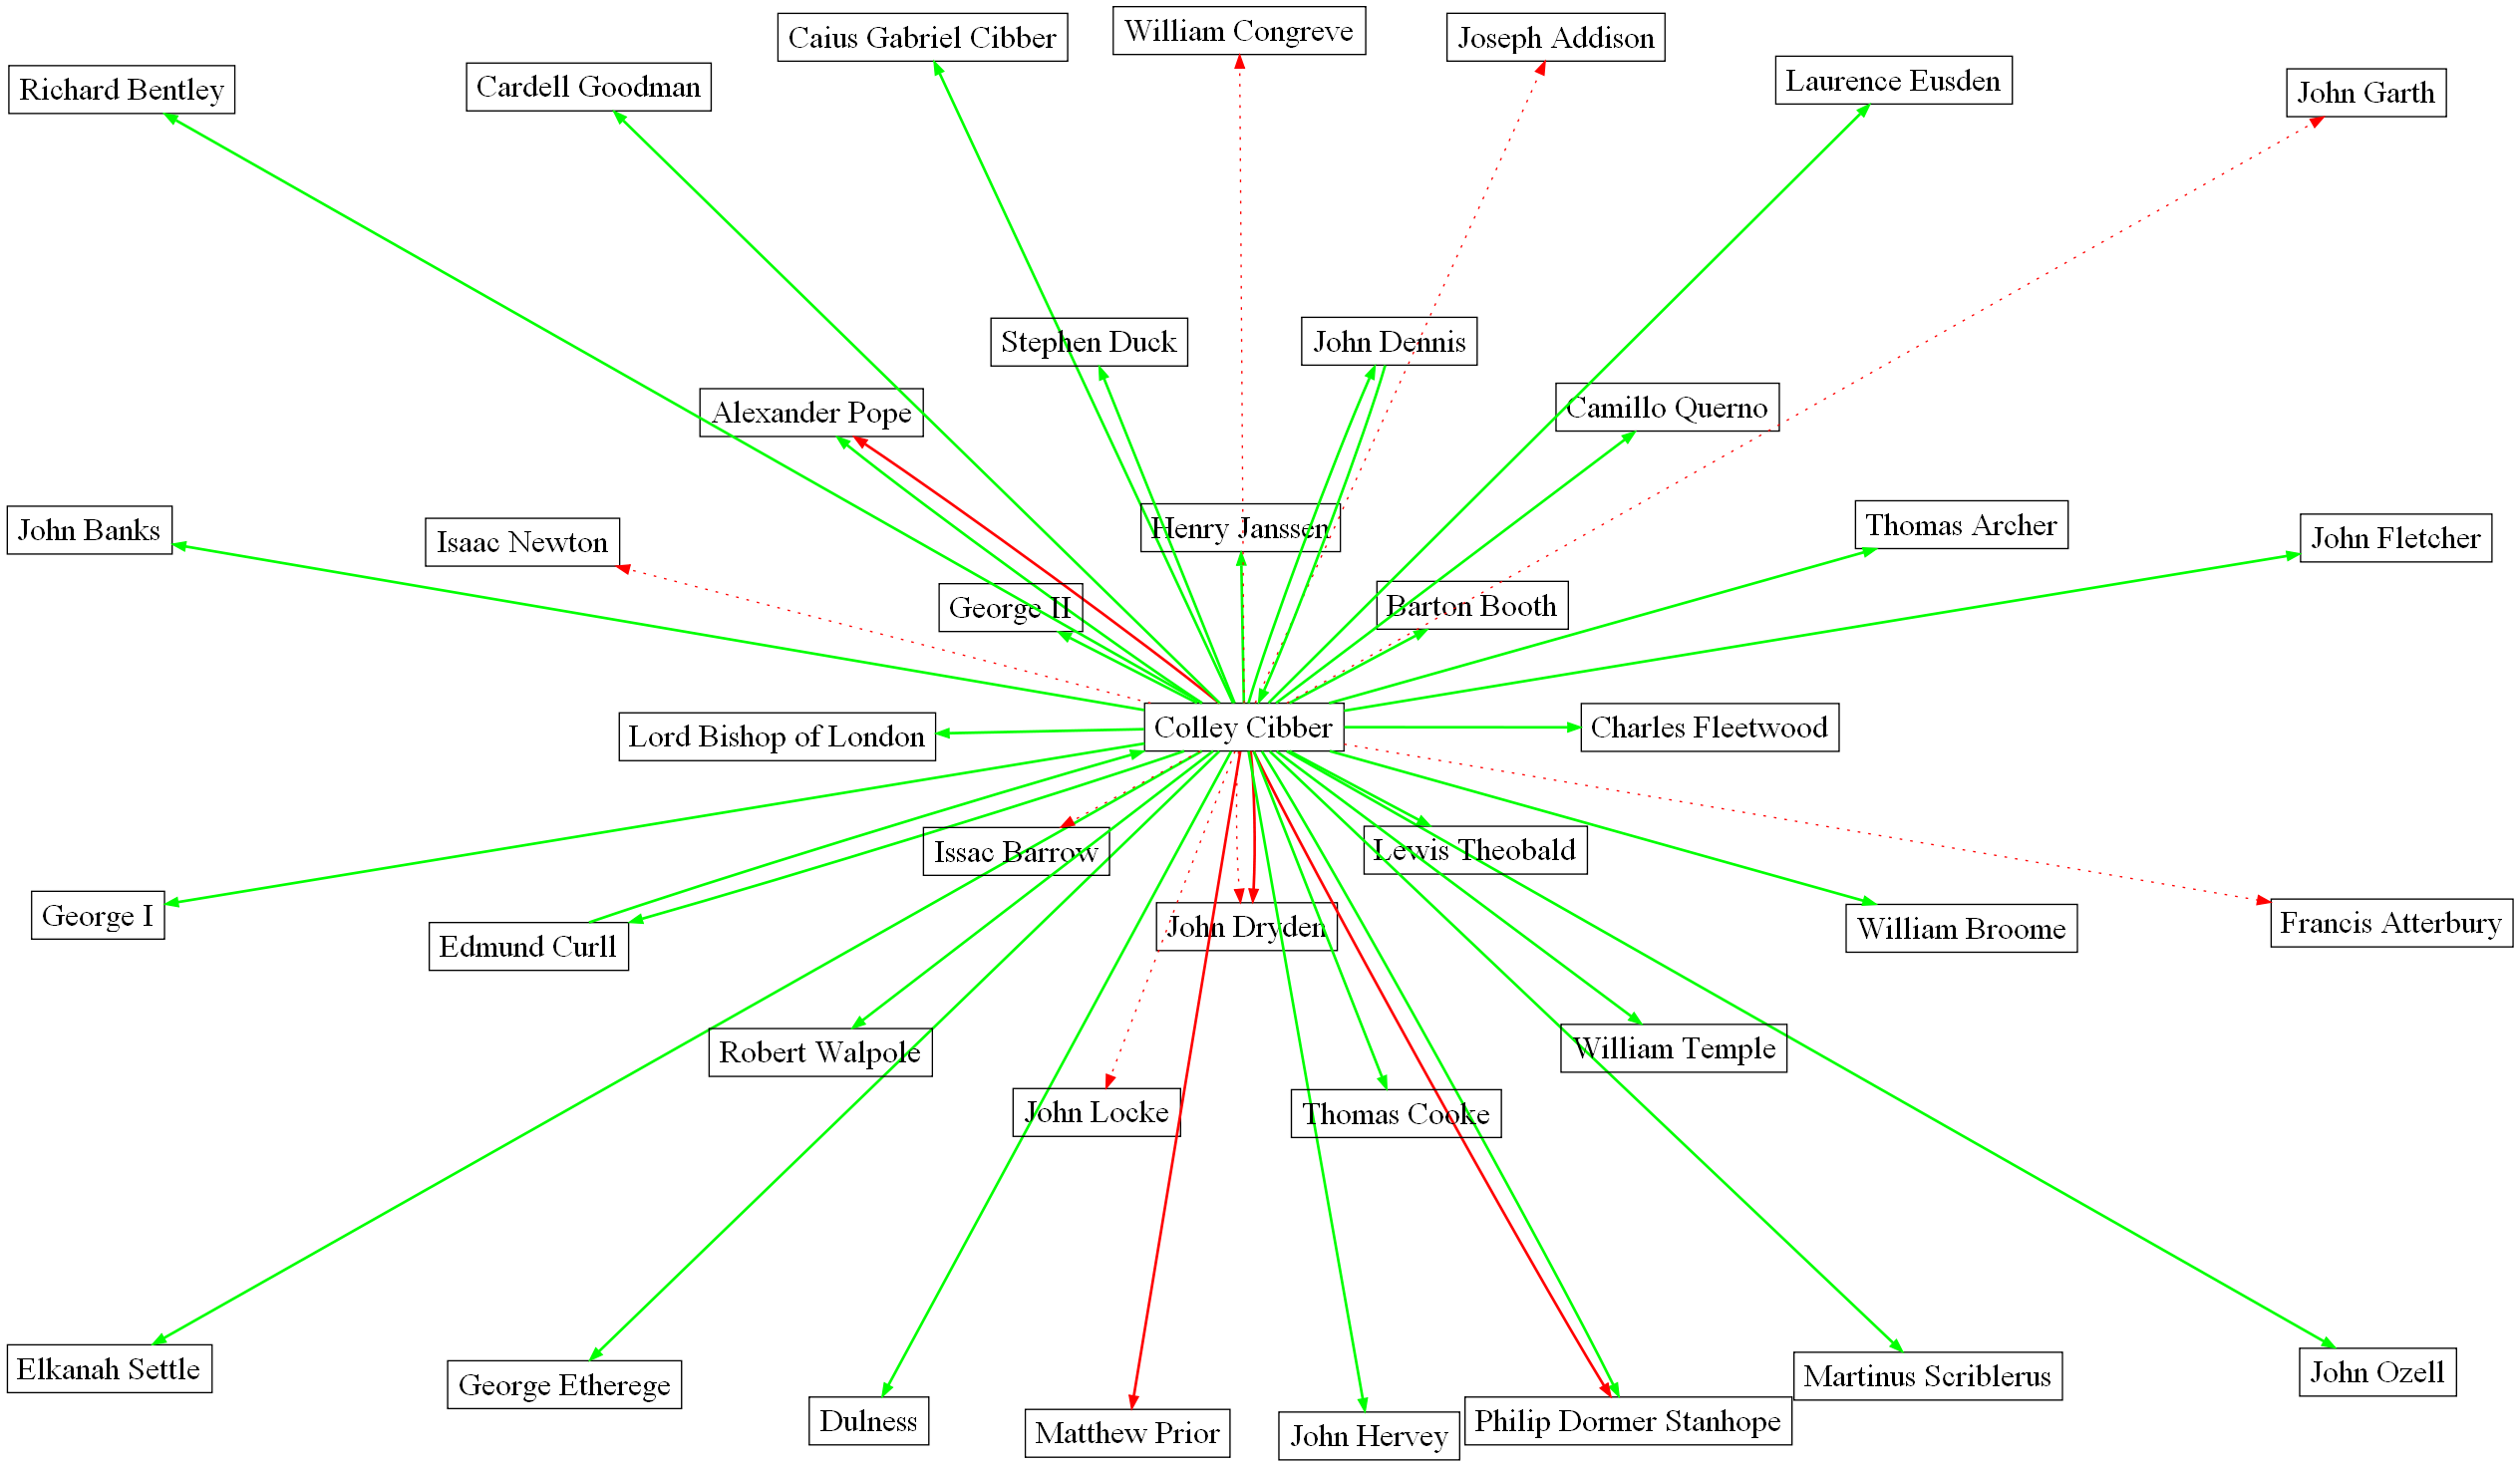 Caius Gabriel Cibber
William Congreve
Joseph Addison
Richard Bentley
Cardell Goodman
Laurence Eusden
John Garth
Stephen Duck
John Dennis
Alexander Pope
Camillo Querno
John Banks
Isaac Newton
Henry Janssen
Thomas Archer
John Fletcher
George II
Barton Booth
Lord Bishop of London
Colley Cibber
Charles Fleetwood
Issac Barrow
Lewis Theobald
George I
Edmund Curll
John Dryden
William Broome
Francis Atterbury
Robert Walpole
William Temple
John Locke
Thomas Cooke
Elkanah Settle
George Etherege
Dulness
Matthew Prior
John Hervey
Philip Dormer Stanhope
Martinus Scriblerus
John Ozell